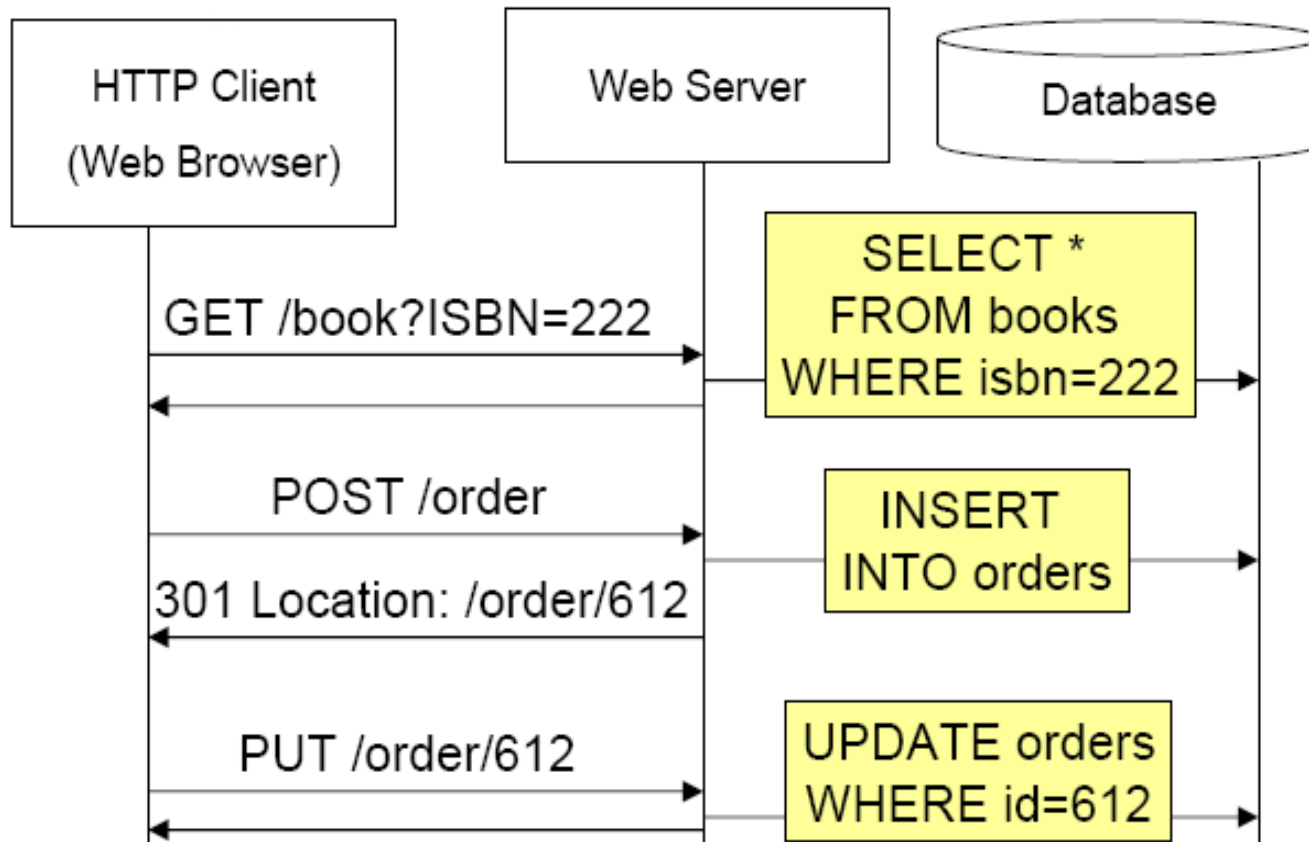 HTTP Client
(Web Browser)
Web Server
Database
GET /book?ISBN=222
SELECT *
FROM books
WHERE isbn=222
POST /order
INSERT
INTO orders
301 Location: /order/612
PUT /order/612
UPDATE orders
WHERE id=612